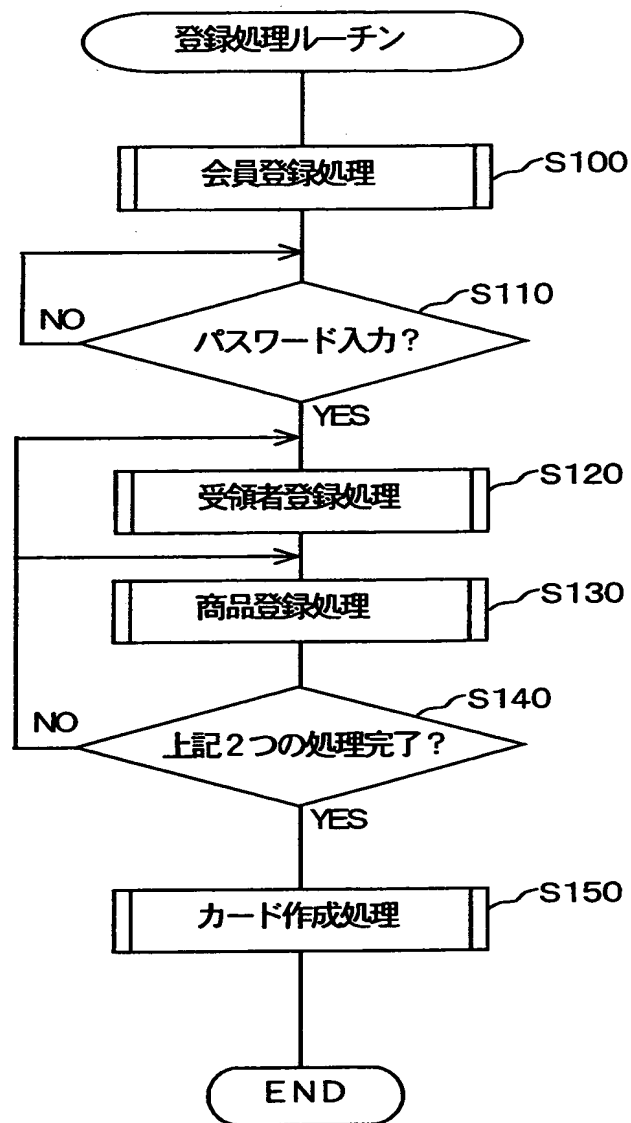 登録処理ルーチン
会員登録処理
S100
S110
NO
パスワード入力？
YES
S120
受領者登録処理
S130
商品登録処理
S140
NO
上記２つの処理完了？
YES
S150
カード作成処理
END